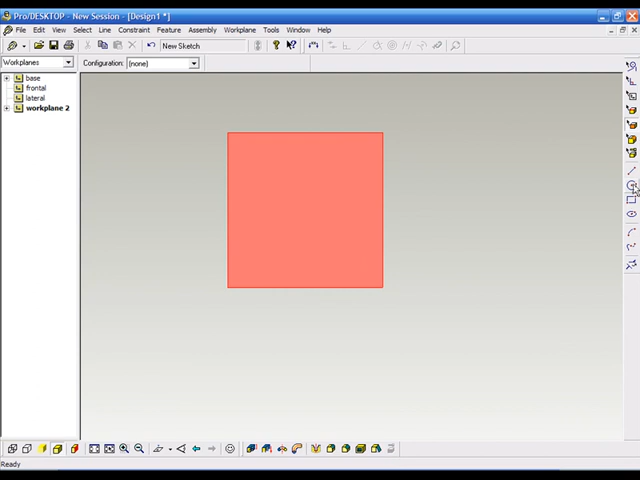 Pro/DESKTOP - New Session - [Design1 *]
File Edit View Select Line Constraint Feature Assembly Workplane Tools Window Help
New Sketch
Workplanes
Configuration: (none)
base
frontal
lateral
workplane 2
Ready